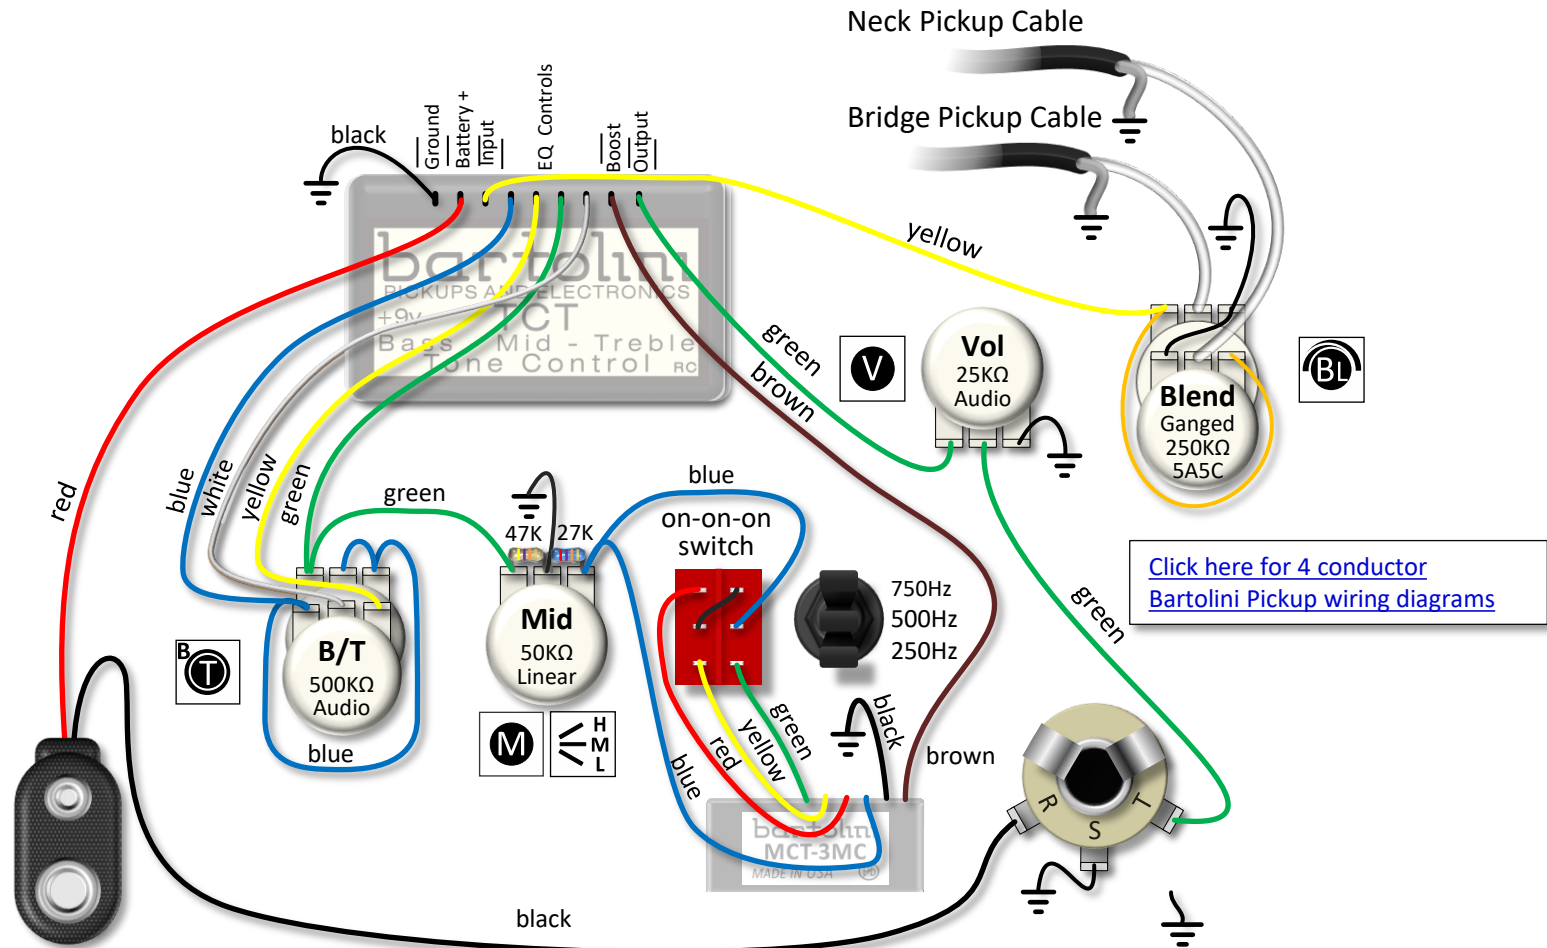 Neck Pickup Cable
Bridge Pickup Cable
black
Ground
Battery +
Input
EQ Controls
Boost
Output
yellow
bartolini
PICKUPS AND ELECTRONICS
+9v
TCT
Bass - Mid - Treble
Tone Control RC
green
brown
V
Vol
25KΩ
Audio
Blend
Ganged
250KΩ
5A5C
BL
red
blue
white
yellow
green
green
47K
27K
blue
on-on-on
switch
750Hz
500Hz
250Hz
Click here for 4 conductor
Bartolini Pickup wiring diagrams
green
B
T
B/T
500KΩ
Audio
blue
Mid
50KΩ
Linear
M
H
M
L
blue
red
yellow
green
black
brown
bartolini
MCT-3MC
MADE IN USA Pb
R
S
T
black